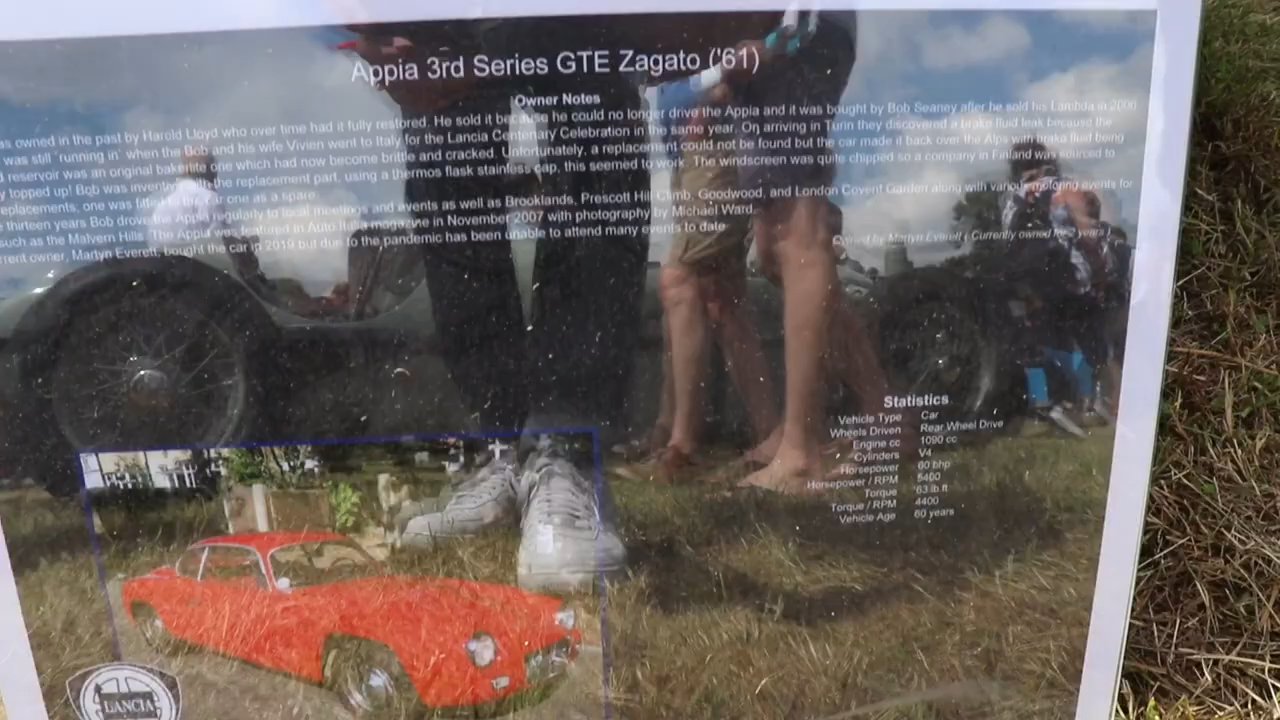 Appia 3rd Series GTE Zagato ('61)
Owner Notes
as owned in the past by Harold Lloyd who over time had it fully restored. He sold it because he could no longer drive the Appia and it was bought by Bob Seaney after he sold his Lambda in 2006
was still 'running in' when the Bob and his wife Vivien went to Italy for the Lancia Centenary Celebration in the same year. On arriving in Turin they discovered a brake fluid leak because the
d reservoir was an original bakelite one which had now become brittle and cracked. Unfortunately, a replacement could not be found but the car made it back over the Alps with brake fluid being
y topped up! Bob was the replacement part, using a thermos flask stainless cap, this seemed to work. The windscreen was quite chipped so a company in Finland was sourced to
replacements, one was fitted one as a spare
e thirteen years Bob drove the Appia regularly to local meetings and events as well as Brooklands, Prescott Hill Climb, Goodwood, and London Covent Garden along with various motoring events for
such as the Malvern Hills. The Appia was featured in Auto Italia magazine in November 2007 with photography by Michael Ward.
rrent owner, Martyn Everett, bought the car in 2019 but due to the pandemic has been unable to attend many events to date
Owned by Martyn Everett ( Currently owned for years )
Statistics
Vehicle Type Car
Wheels Driven Rear Wheel Drive
Engine cc 1090 cc
Cylinders V4
Horsepower 60 bhp
Horsepower / RPM 5400
Torque 63 lb ft
Torque / RPM 4400
Vehicle Age 60 years
LANCIA